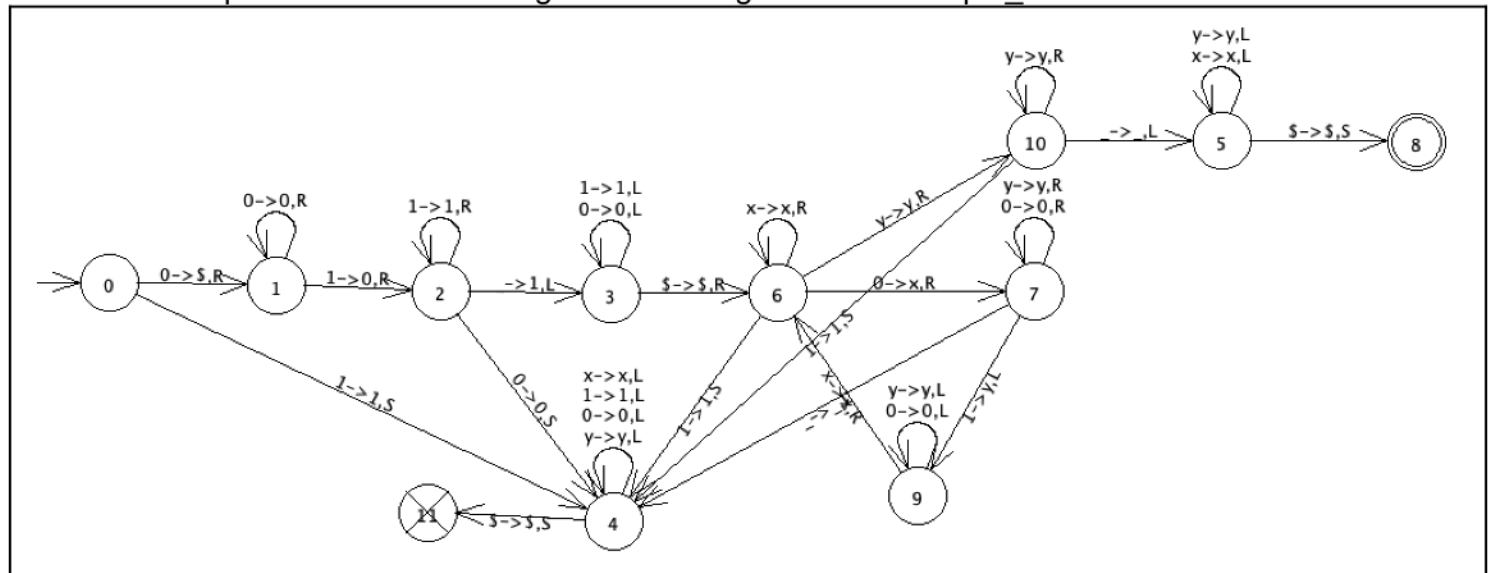 y->y,L
y->y,R
x->x,L
10
_->_,L
5
$->$,S
8
1->1,L
y->y,R
0->0,R
1->1,R
0->0,L
x->x,R
y->y,R
0->0,R
0
0->$,R
1
1->0,R
2
->1,L
3
$->$,R
6
0->x,R
7
1->1,S
1->1,S
0->0,S
1->1,S
x->x,R
1->y,L
x->x,L
1->1,L
0->0,L
y->y,L
y->y,L
0->0,L
9
11
$->$,S
4